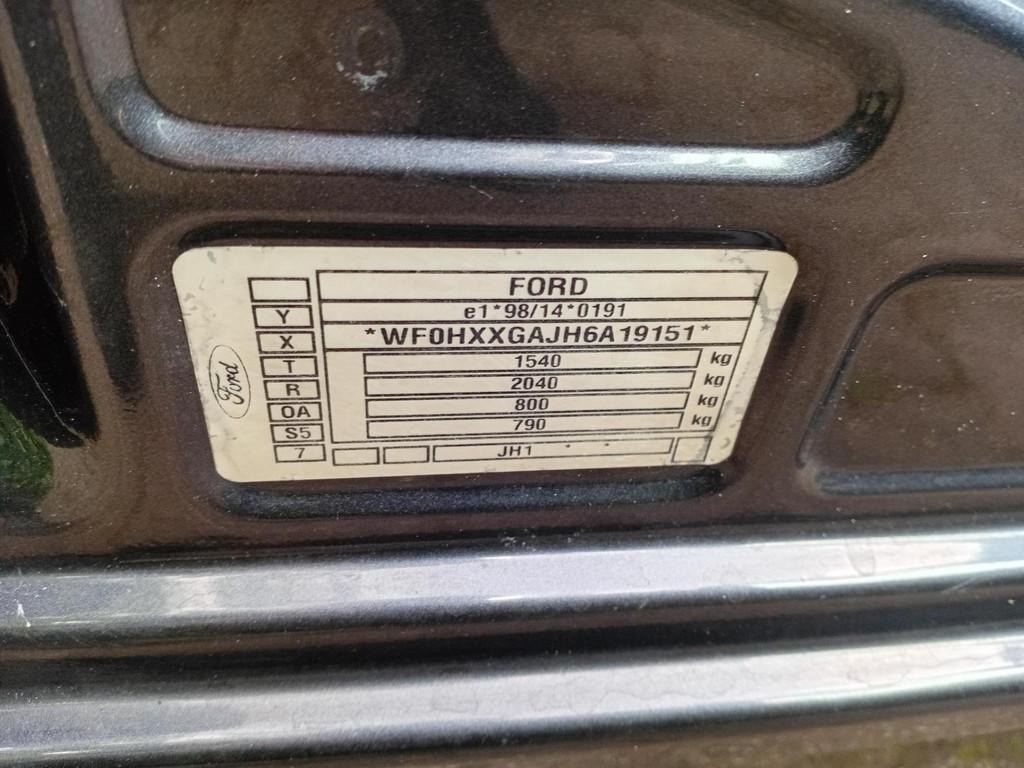 FORD
Y e1*98/14*0191
X *WF0HXXGAJH6A19151*
T 1540 kg
R 2040 kg
OA 800 kg
S5 790 kg
7 JH1
Ford